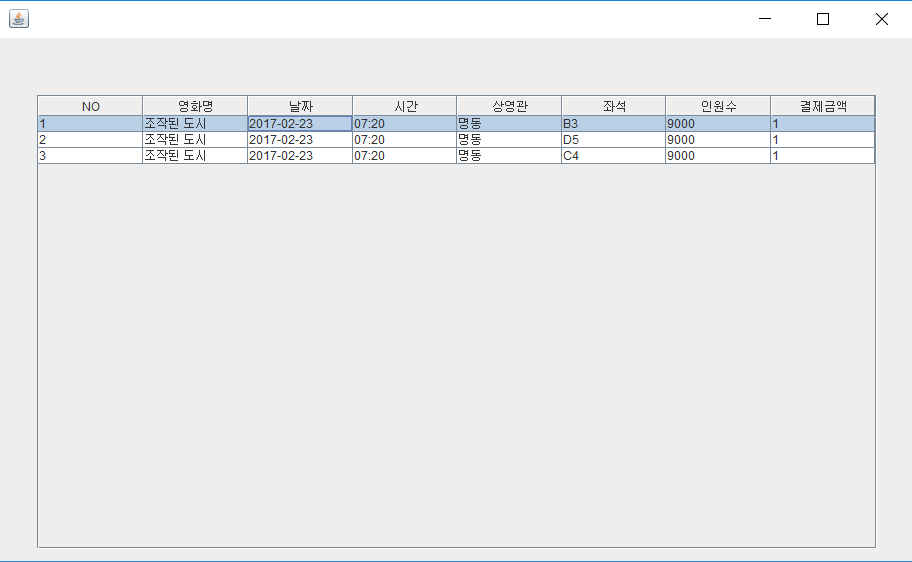 NO 영화명 날짜 시간 상영관 좌석 인원수 결제금액
1 조작된 도시 2017-02-23 07:20 명동 B3 9000 1
2 조작된 도시 2017-02-23 07:20 명동 D5 9000 1
3 조작된 도시 2017-02-23 07:20 명동 C4 9000 1